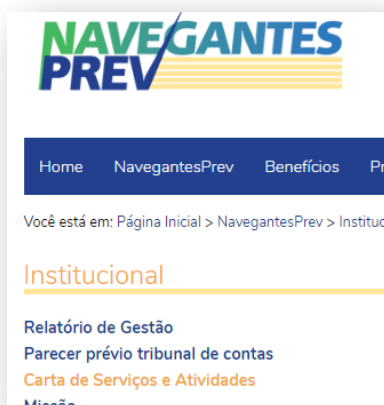 NAVEGANTES
PREV
Home NavegantesPrev Benefícios
Você está em: Página Inicial > NavegantesPrev >
Institucional
Relatório de Gestão
Parecer prévio tribunal de contas
Carta de Serviços e Atividades
Missão